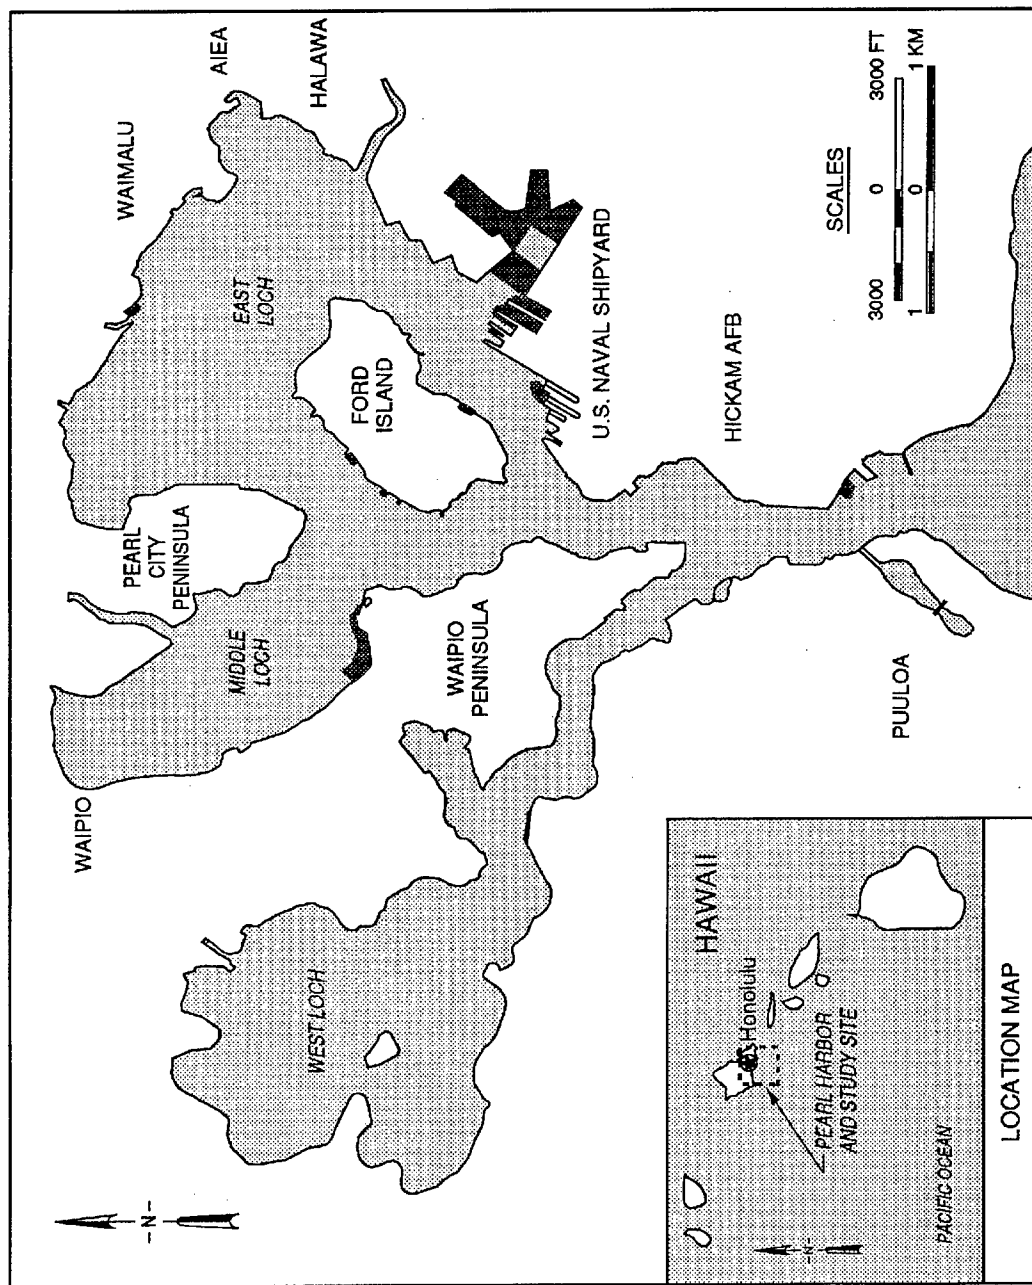 WAIPIO
WAIMALU
AIEA
HALAWA
PEARL
CITY
PENINSULA
MIDDLE
LOCH
EAST
LOCH
FORD
ISLAND
WEST LOCH
WAIPIO
PENINSULA
U.S. NAVAL SHIPYARD
HICKAM AFB
PUULOA
-N-
SCALES
3000 0 3000 FT
1 0 1 KM
HAWAII
Honolulu
PEARL HARBOR
AND STUDY SITE
PACIFIC OCEAN
-N-
LOCATION MAP